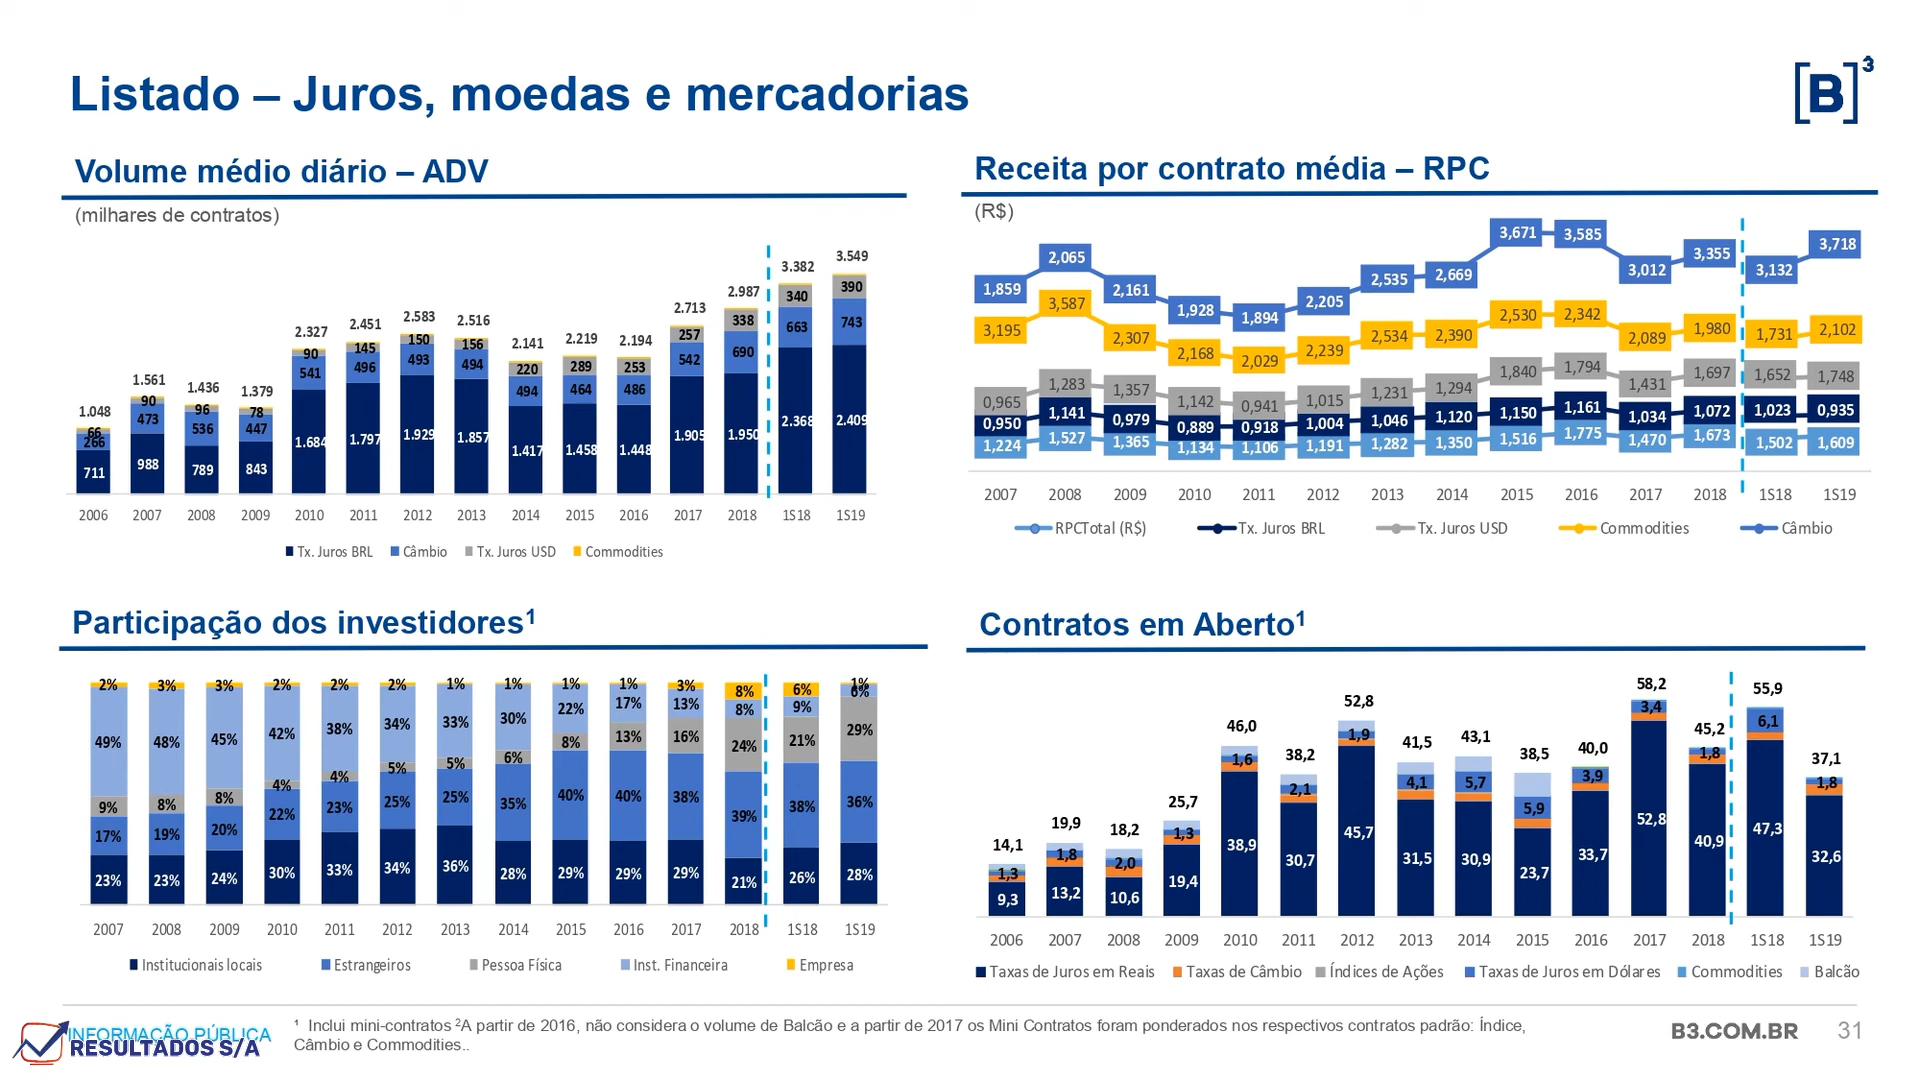 Listado – Juros, moedas e mercadorias
[B]³
Volume médio diário – ADV
(milhares de contratos)
1.048 1.561 1.436 1.379 2.327 2.451 2.583 2.516 2.141 2.219 2.194 2.713 2.987 3.382 3.549
66 90 96 78 90 145 150 156 220 289 253 257 338 340 390
266 473 536 447 541 496 493 494 494 464 486 542 690 663 743
711 988 789 843 1.684 1.797 1.929 1.857 1.417 1.458 1.448 1.905 1.950 2.368 2.409
2006 2007 2008 2009 2010 2011 2012 2013 2014 2015 2016 2017 2018 1S18 1S19
Tx. Juros BRL Câmbio Tx. Juros USD Commodities
Receita por contrato média – RPC
(R$)
1,859 2,065 2,161 1,928 1,894 2,205 2,535 2,669 3,671 3,585 3,012 3,355 3,132 3,718
3,195 3,587 2,307 2,168 2,029 2,239 2,534 2,390 2,530 2,342 2,089 1,980 1,731 2,102
0,965 1,283 1,357 1,142 0,941 1,015 1,231 1,294 1,840 1,794 1,431 1,697 1,652 1,748
0,950 1,141 0,979 0,889 0,918 1,004 1,046 1,120 1,150 1,161 1,034 1,072 1,023 0,935
1,224 1,527 1,365 1,134 1,106 1,191 1,282 1,350 1,516 1,775 1,470 1,673 1,502 1,609
2007 2008 2009 2010 2011 2012 2013 2014 2015 2016 2017 2018 1S18 1S19
RPCTotal (R$) Tx. Juros BRL Tx. Juros USD Commodities Câmbio
Participação dos investidores¹
2% 3% 3% 2% 2% 2% 1% 1% 1% 1% 3% 8% 6% 1%
49% 48% 45% 42% 38% 34% 33% 30% 22% 17% 13% 8% 9% 6%
9% 8% 8% 4% 4% 5% 5% 6% 8% 13% 16% 24% 21% 29%
17% 19% 20% 22% 23% 25% 25% 35% 40% 40% 38% 39% 38% 36%
23% 23% 24% 30% 33% 34% 36% 28% 29% 29% 29% 21% 26% 28%
2007 2008 2009 2010 2011 2012 2013 2014 2015 2016 2017 2018 1S18 1S19
Institucionais locais Estrangeiros Pessoa Física Inst. Financeira Empresa
Contratos em Aberto¹
14,1 19,9 18,2 25,7 46,0 38,2 52,8 41,5 43,1 38,5 40,0 58,2 45,2 55,9 37,1
1,3 1,8 2,0 1,3 1,6 2,1 1,9 4,1 5,7 5,9 3,9 3,4 1,8 6,1 1,8
9,3 13,2 10,6 19,4 38,9 30,7 45,7 31,5 30,9 23,7 33,7 52,8 40,9 47,3 32,6
2006 2007 2008 2009 2010 2011 2012 2013 2014 2015 2016 2017 2018 1S18 1S19
Taxas de Juros em Reais Taxas de Câmbio Índices de Ações Taxas de Juros em Dólares Commodities Balcão
INFORMAÇÃO PÚBLICA
RESULTADOS S/A
¹ Inclui mini-contratos ²A partir de 2016, não considera o volume de Balcão e a partir de 2017 os Mini Contratos foram ponderados nos respectivos contratos padrão: Índice,
Câmbio e Commodities..
B3.COM.BR 31